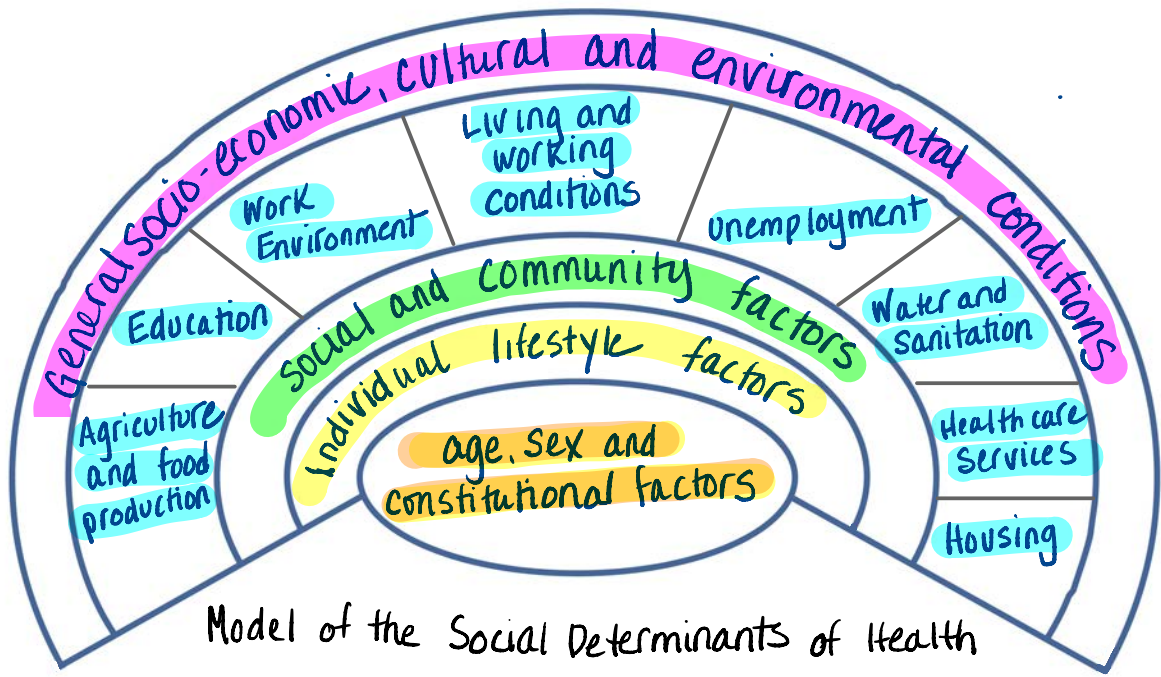 General socio-economic, cultural and environmental conditions
Living and
working
conditions
Work
Environment
unemployment
Education
Water and
sanitation
Agriculture
and food
production
Health care
services
Housing
Social and community factors
Individual lifestyle factors
age, sex and
constitutional factors
Model of the Social Determinants of Health